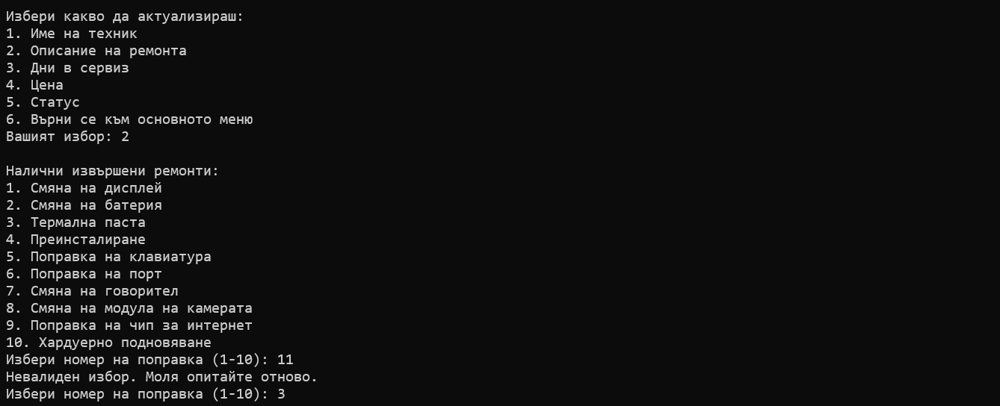 Избери какво да актуализираш:
1. Име на техник
2. Описание на ремонта
3. Дни в сервиз
4. Цена
5. Статус
6. Върни се към основното меню
Вашият избор: 2
Налични извършени ремонти:
1. Смяна на дисплей
2. Смяна на батерия
3. Термална паста
4. Преинсталиране
5. Поправка на клавиатура
6. Поправка на порт
7. Смяна на говорител
8. Смяна на модула на камерата
9. Поправка на чип за интернет
10. Хардуерно подновяване
Избери номер на поправка (1-10): 11
Невалиден избор. Моля опитайте отново.
Избери номер на поправка (1-10): 3